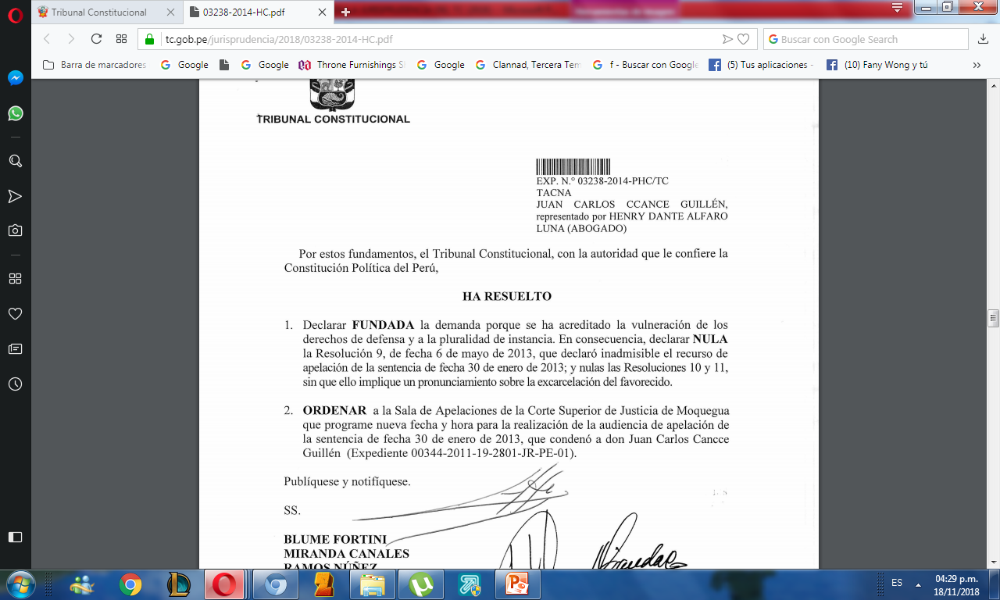 Tribunal Constitucional
03238-2014-HC.pdf
tc.gob.pe/jurisprudencia/2018/03238-2014-HC.pdf
Buscar con Google Search
Barra de marcadores
Google
Google
Throne Furnishings S
Google
Clannad, Tercera Tem
f - Buscar con Google
(5) Tus aplicaciones -
(10) Fany Wong y tú
TRIBUNAL CONSTITUCIONAL
EXP. N.° 03238-2014-PHC/TC
TACNA
JUAN CARLOS CCANCE GUILLÉN,
representado por HENRY DANTE ALFARO
LUNA (ABOGADO)
Por estos fundamentos, el Tribunal Constitucional, con la autoridad que le confiere la
Constitución Política del Perú,
HA RESUELTO
1. Declarar FUNDADA la demanda porque se ha acreditado la vulneración de los
derechos de defensa y a la pluralidad de instancia. En consecuencia, declarar NULA
la Resolución 9, de fecha 6 de mayo de 2013, que declaró inadmisible el recurso de
apelación de la sentencia de fecha 30 de enero de 2013; y nulas las Resoluciones 10 y 11,
sin que ello implique un pronunciamiento sobre la excarcelación del favorecido.
2. ORDENAR a la Sala de Apelaciones de la Corte Superior de Justicia de Moquegua
que programe nueva fecha y hora para la realización de la audiencia de apelación de
la sentencia de fecha 30 de enero de 2013, que condenó a don Juan Carlos Cancce
Guillén (Expediente 00344-2011-19-2801-JR-PE-01).
Publíquese y notifíquese.
SS.
BLUME FORTINI
MIRANDA CANALES
RAMOS NÚÑEZ
ES
04:29 p.m.
18/11/2018